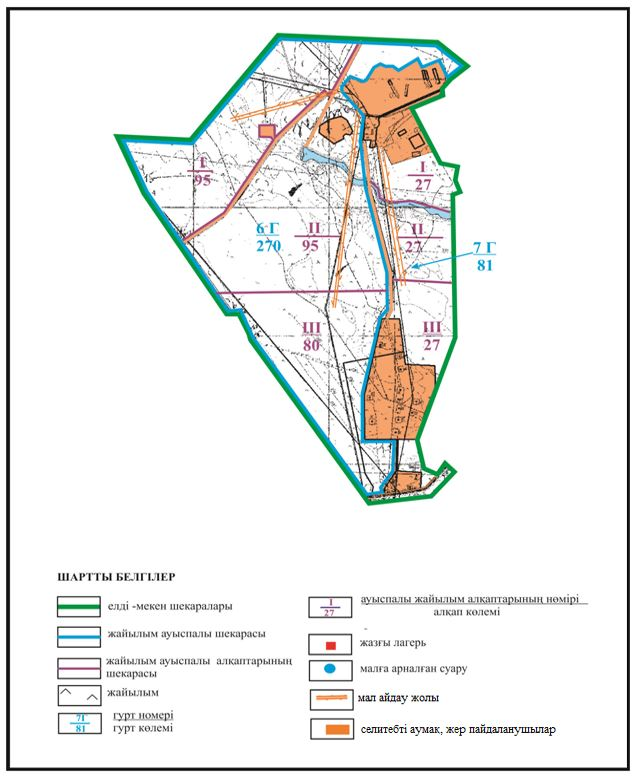 I
95
6 Г
270
II
95
I
27
II
27
7 Г
81
III
80
III
27
ШАРТТЫ БЕЛГІЛЕР
елді -мекен шекаралары
жайылым ауыспалы шекарасы
жайылым ауыспалы алқаптарының
шекарасы
жайылым
7Г
81
гурт номері
гурт көлемі
I
27
ауыспалы жайылым алқаптарының нөмірі
алқап көлемі
жазғы лагерь
малға арналған суару
мал айдау жолы
селитебті аумак, жер пайдаланушылар